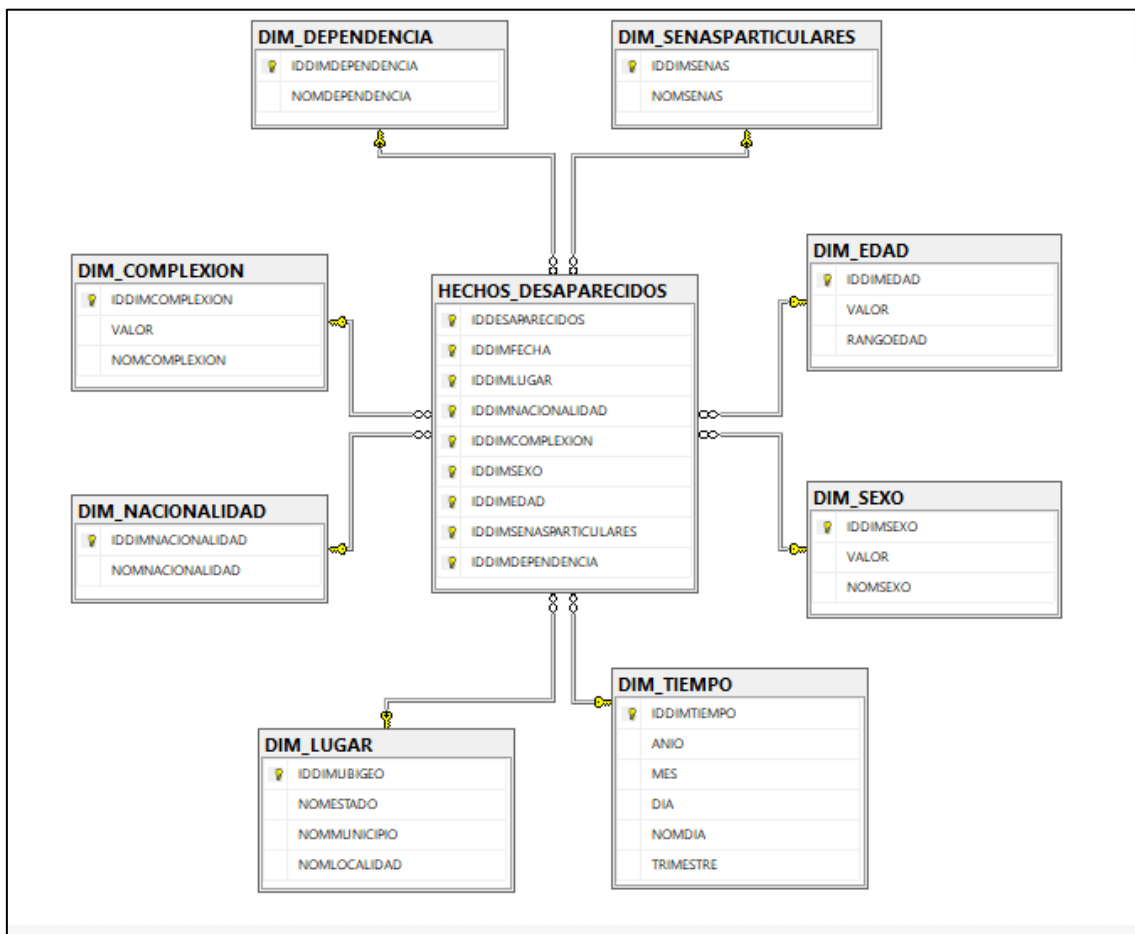 DIM_DEPENDENCIA
IDDIMDEPENDENCIA
NOMDEPENDENCIA
DIM_SENASPARTICULARES
IDDIMSENAS
NOMSENAS
DIM_COMPLEXION
IDDIMCOMPLEXION
VALOR
NOMCOMPLEXION
HECHOS_DESAPARECIDOS
IDDESAPARECIDOS
IDDIMFECHA
IDDIMLUGAR
IDDIMNACIONALIDAD
IDDIMCOMPLEXION
IDDIMSEXO
IDDIMEDAD
IDDIMSENASPARTICULARES
IDDIMDEPENDENCIA
DIM_EDAD
IDDIMEDAD
VALOR
RANGOEDAD
DIM_NACIONALIDAD
IDDIMNACIONALIDAD
NOMNACIONALIDAD
DIM_SEXO
IDDIMSEXO
VALOR
NOMSEXO
DIM_LUGAR
IDDIMUBIGEO
NOMESTADO
NOMMUNICIPIO
NOMLOCALIDAD
DIM_TIEMPO
IDDIMTIEMPO
ANIO
MES
DIA
NOMDIA
TRIMESTRE